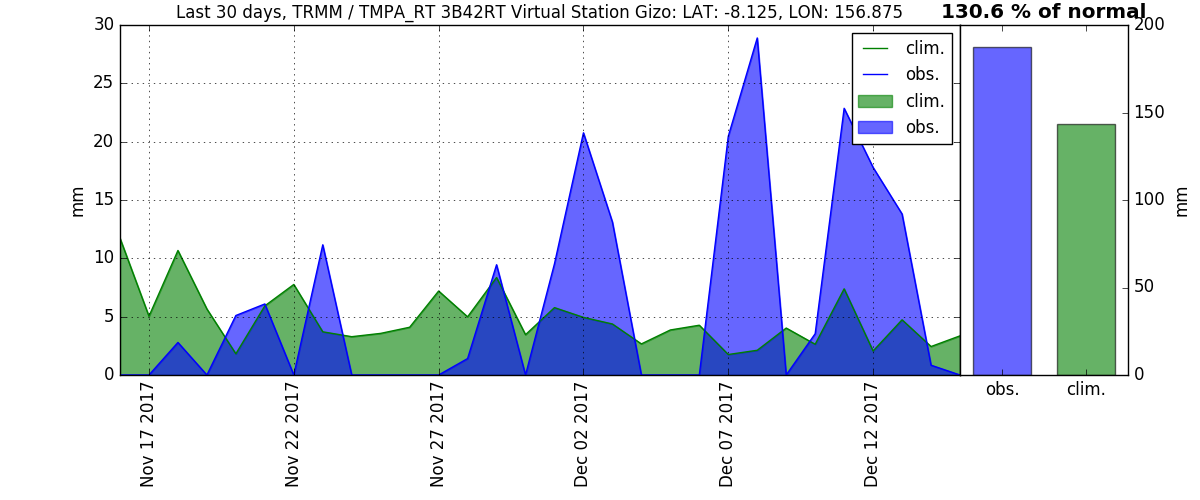 Last 30 days, TRMM / TMPA_RT 3B42RT Virtual Station Gizo: LAT: -8.125, LON: 156.875
130.6 % of normal
30
25
20
15
10
5
0
mm
clim.
obs.
clim.
obs.
200
150
100
50
0
mm
Nov 17 2017
Nov 22 2017
Nov 27 2017
Dec 02 2017
Dec 07 2017
Dec 12 2017
obs.
clim.